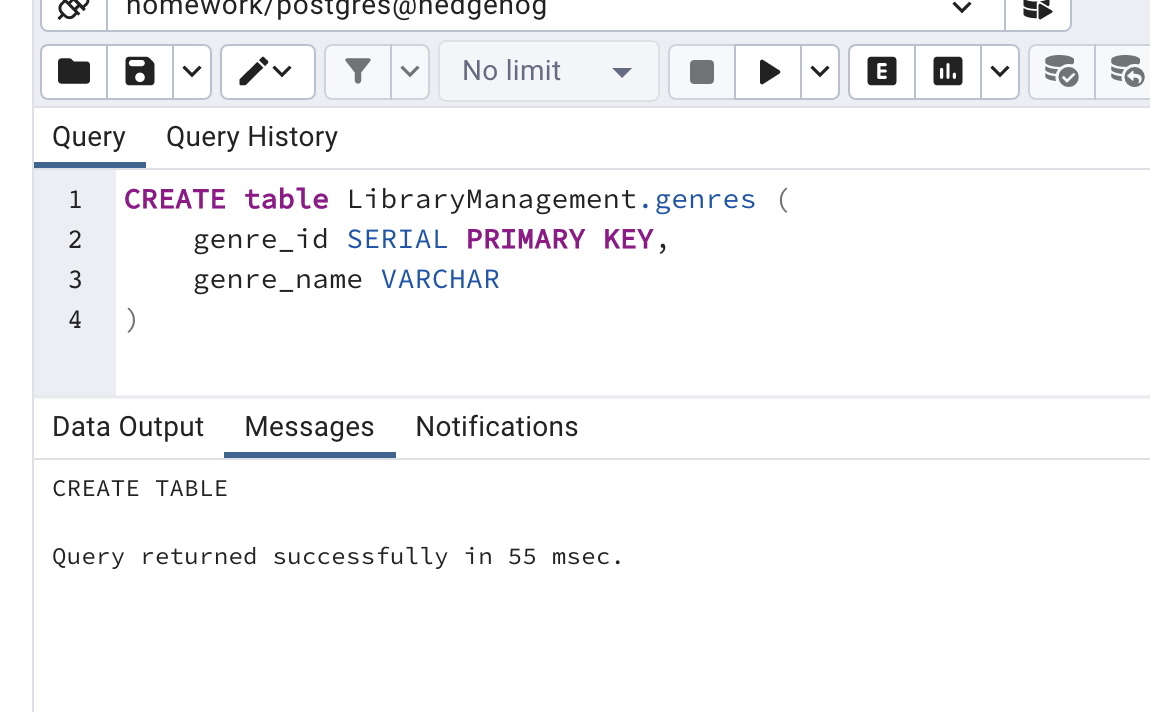 homework/postgres@hedgehog
No limit
E
Query Query History
1 CREATE table LibraryManagement.genres (
2 genre_id SERIAL PRIMARY KEY,
3 genre_name VARCHAR
4 )
Data Output Messages Notifications
CREATE TABLE
Query returned successfully in 55 msec.